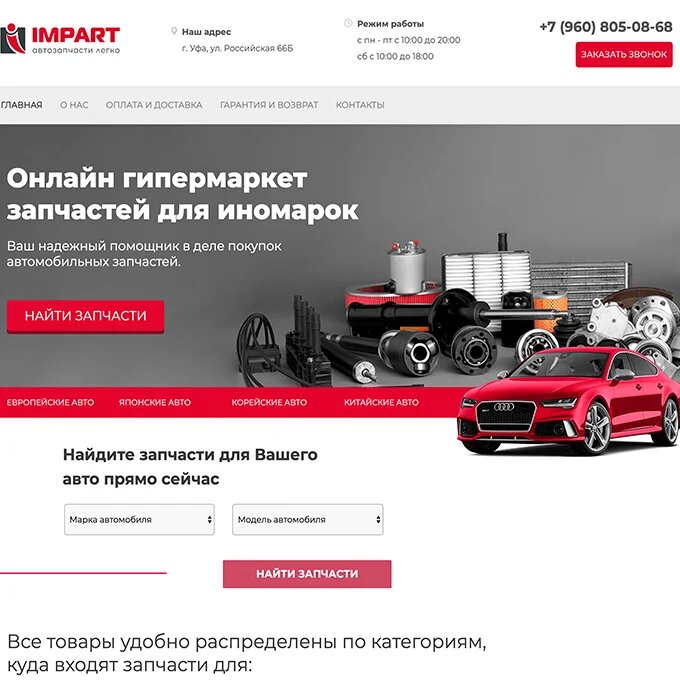 IMPART
автозапчасти легко
Наш адрес
г. Уфа, ул. Российская 66Б
Режим работы
с пн - пт с 10:00 до 20:00
сб с 10:00 до 18:00
+7 (960) 805-08-68
ЗАКАЗАТЬ ЗВОНОК
ГЛАВНАЯ О НАС ОПЛАТА И ДОСТАВКА ГАРАНТИЯ И ВОЗВРАТ КОНТАКТЫ
Онлайн гипермаркет
запчастей для иномарок
Ваш надежный помощник в деле покупок
автомобильных запчастей.
НАЙТИ ЗАПЧАСТИ
ЕВРОПЕЙСКИЕ АВТО ЯПОНСКИЕ АВТО КОРЕЙСКИЕ АВТО КИТАЙСКИЕ АВТО
Найдите запчасти для Вашего
авто прямо сейчас
Марка автомобиля Модель автомобиля
НАЙТИ ЗАПЧАСТИ
Все товары удобно распределены по категориям,
куда входят запчасти для: